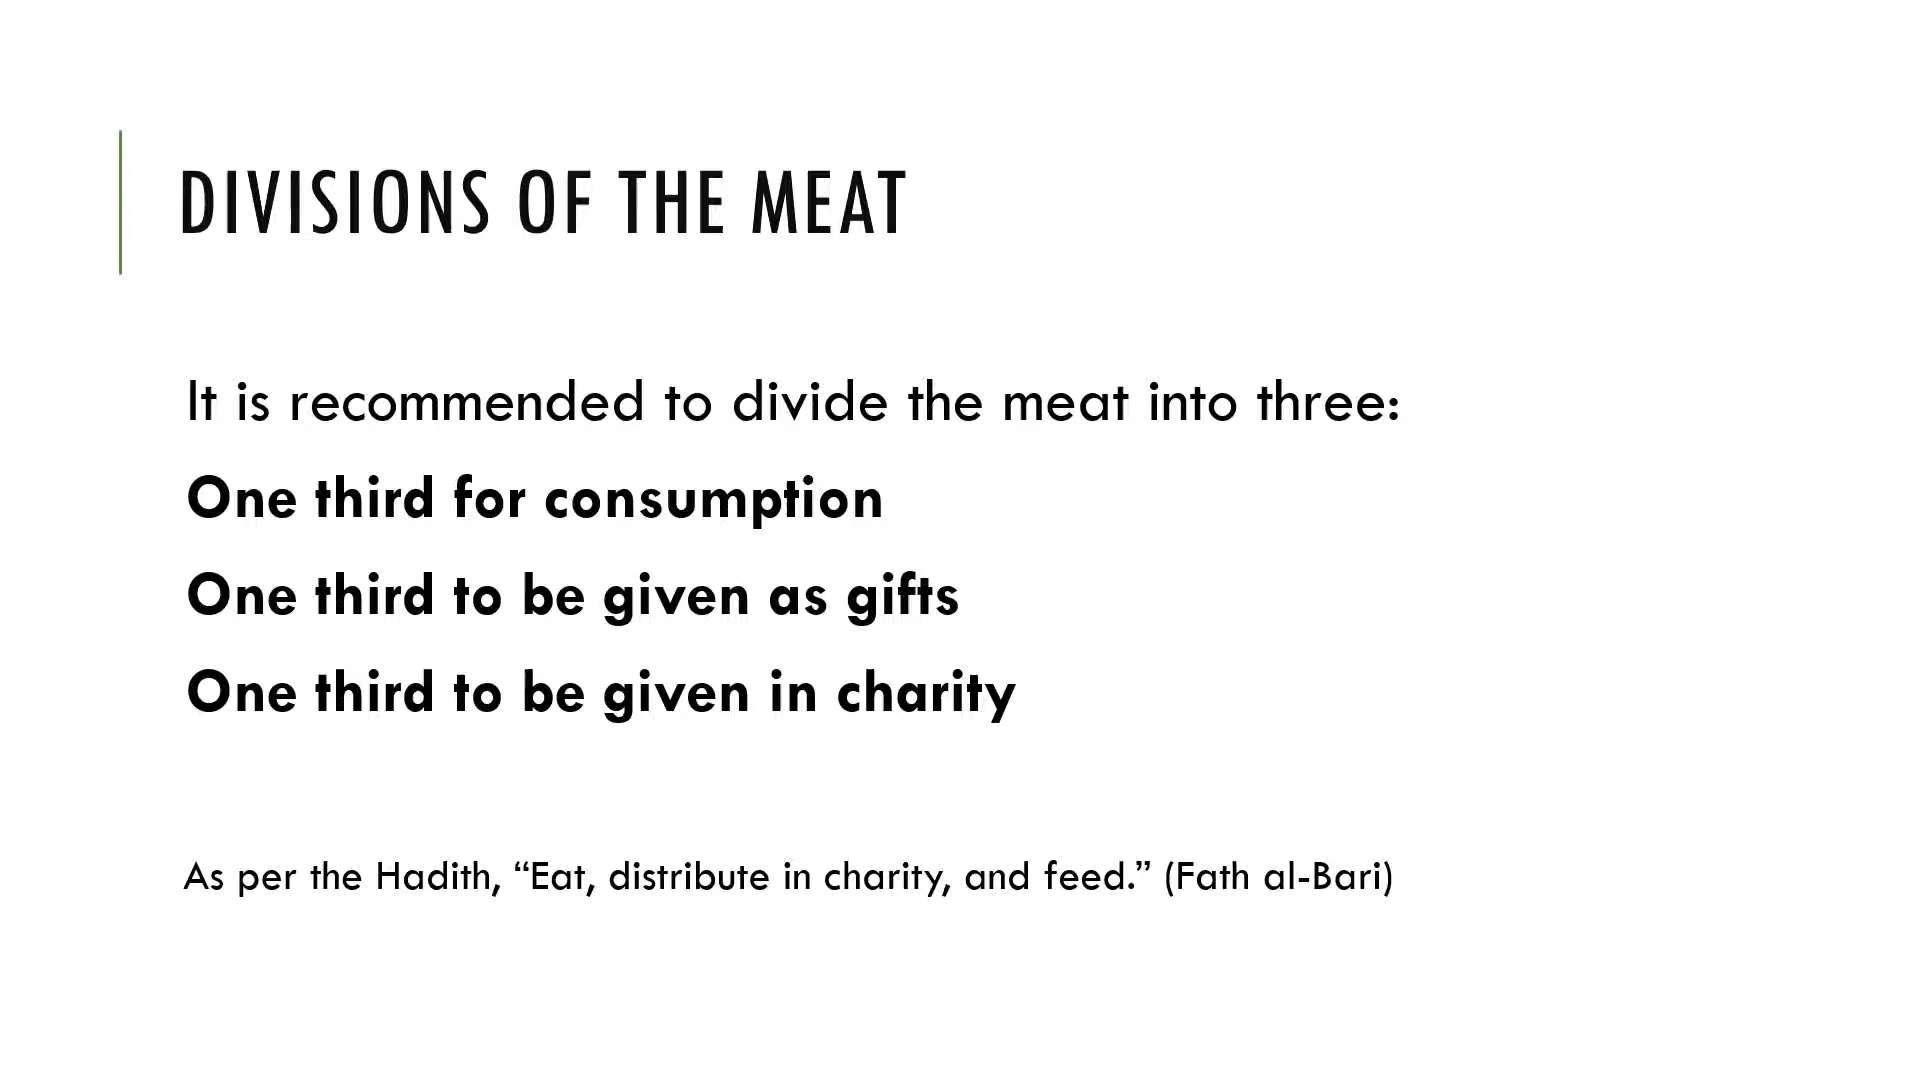 DIVISIONS OF THE MEAT
It is recommended to divide the meat into three:
One third for consumption
One third to be given as gifts
One third to be given in charity
As per the Hadith, “Eat, distribute in charity, and feed.” (Fath al-Bari)